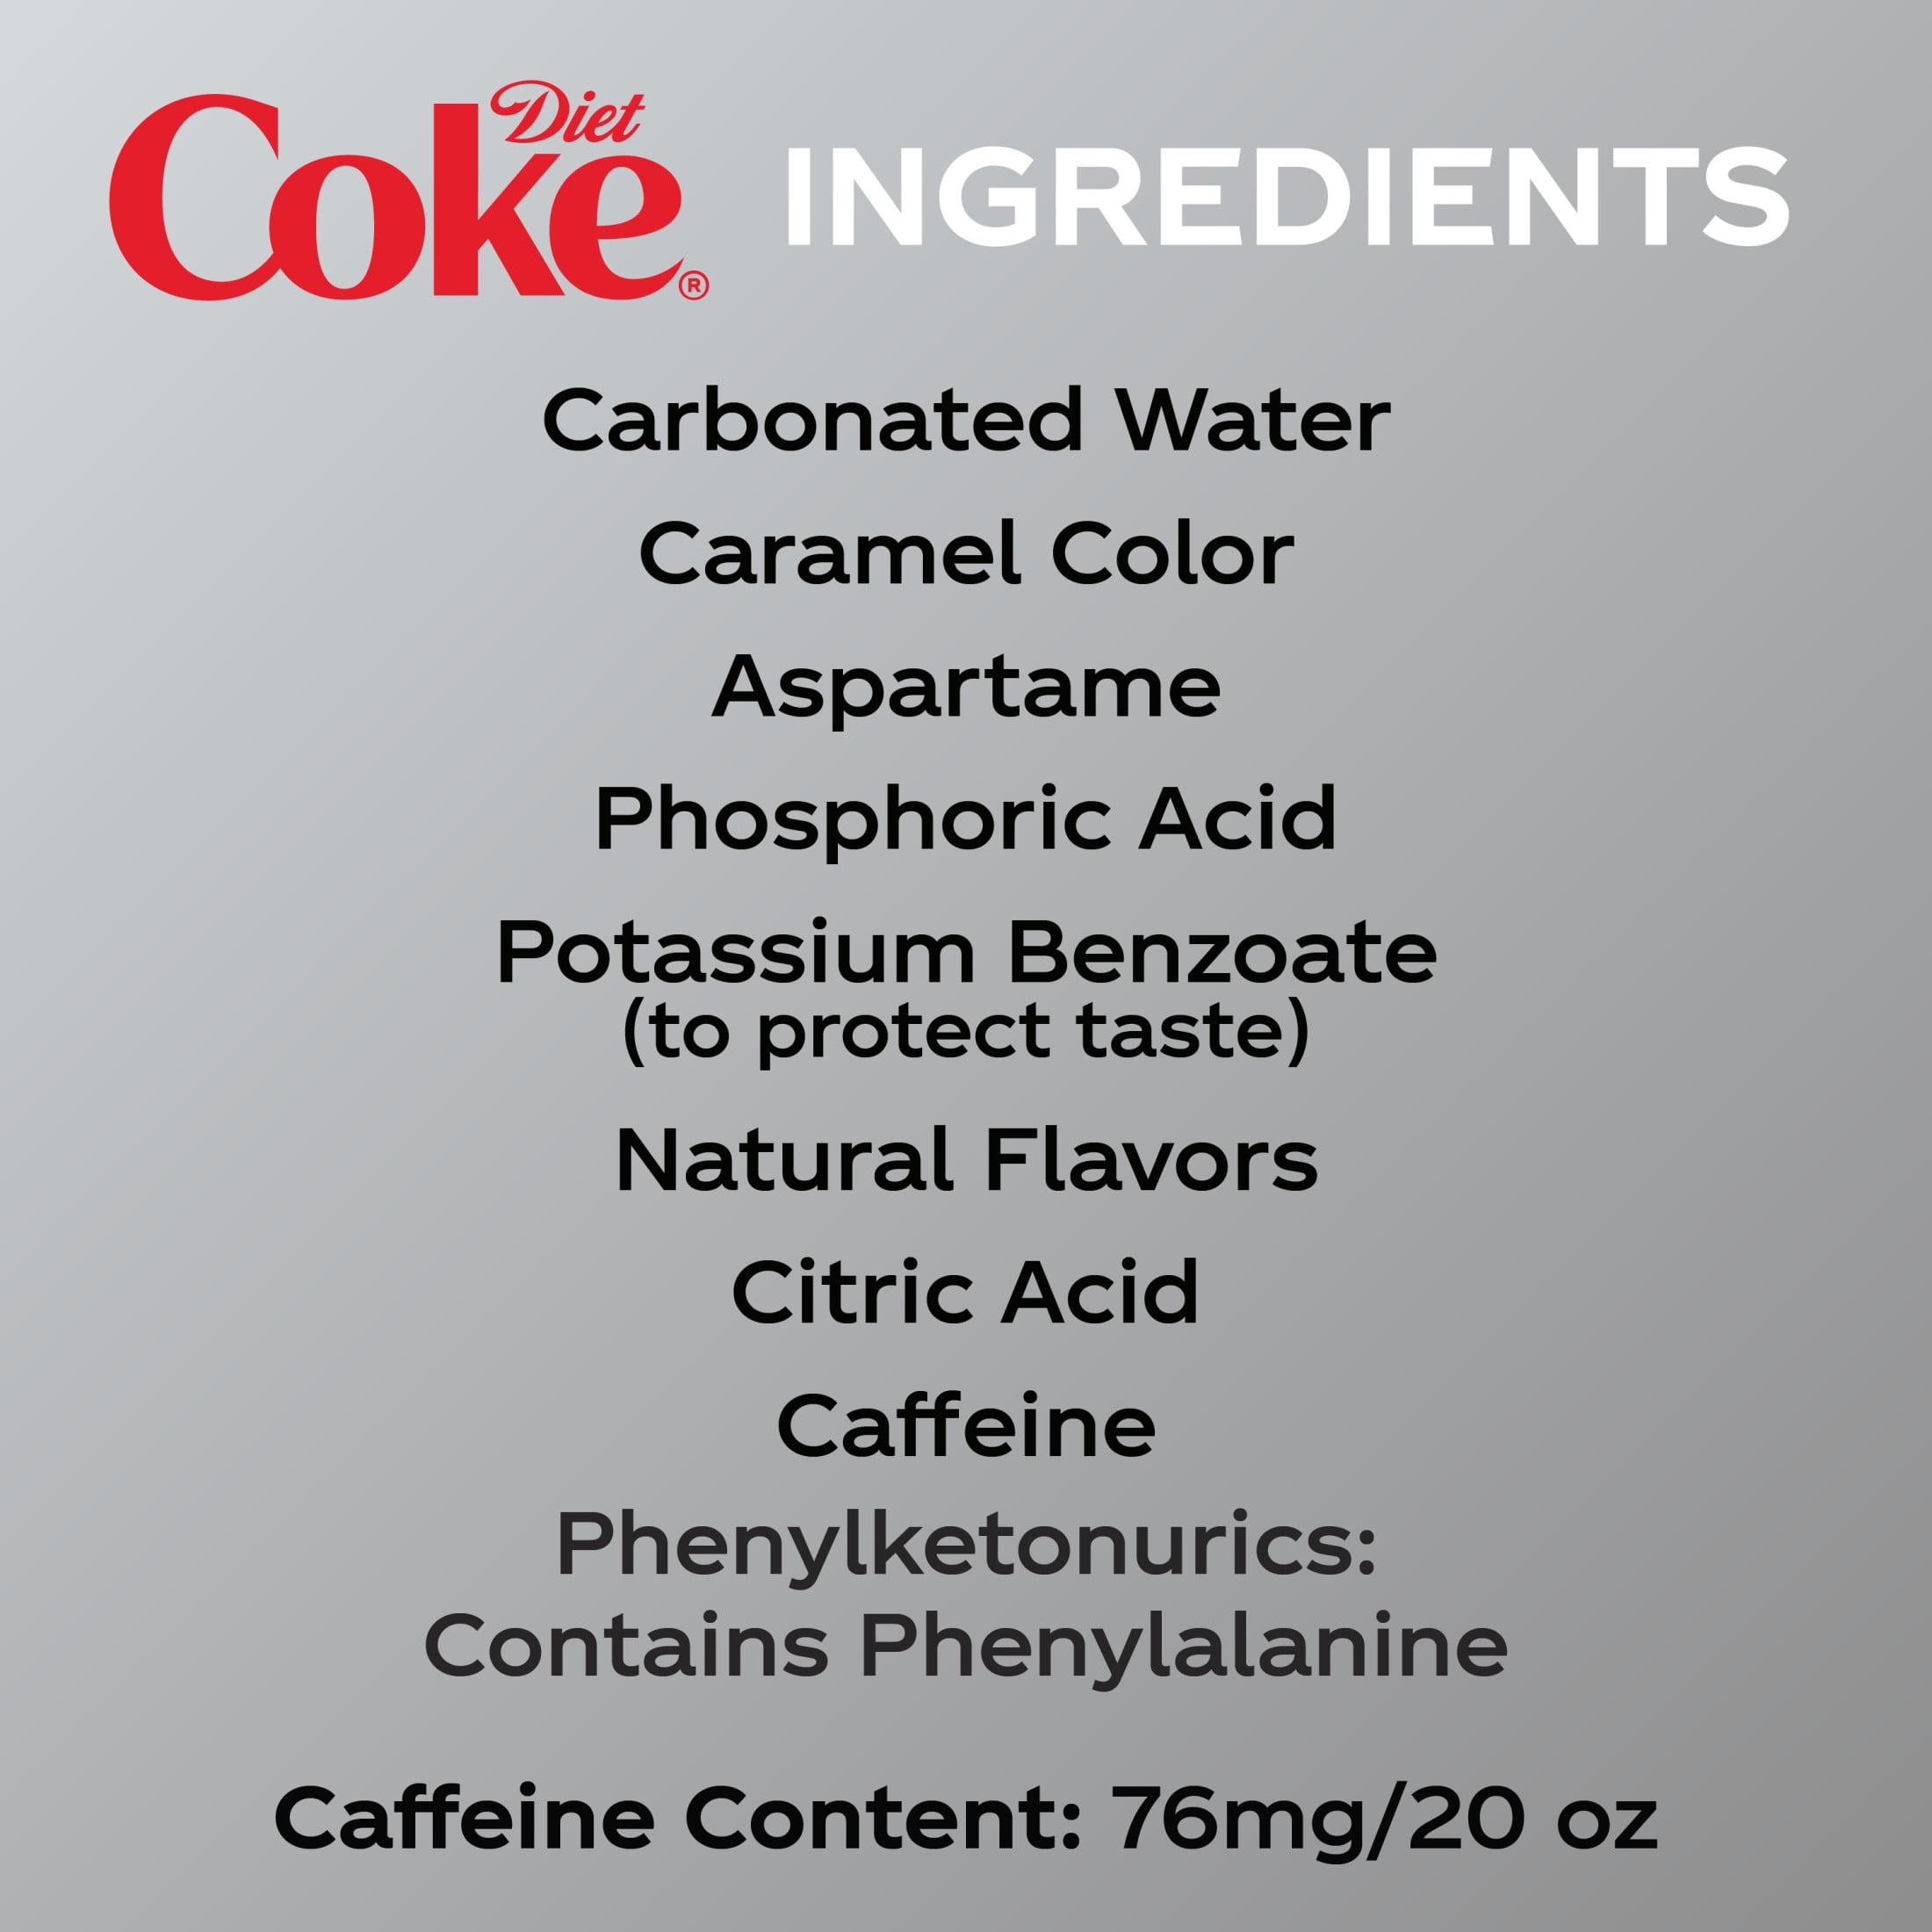 Diet
Coke® INGREDIENTS
Carbonated Water
Caramel Color
Aspartame
Phosphoric Acid
Potassium Benzoate
(to protect taste)
Natural Flavors
Citric Acid
Caffeine
Phenylketonurics:
Contains Phenylalanine
Caffeine Content: 76mg/20 oz